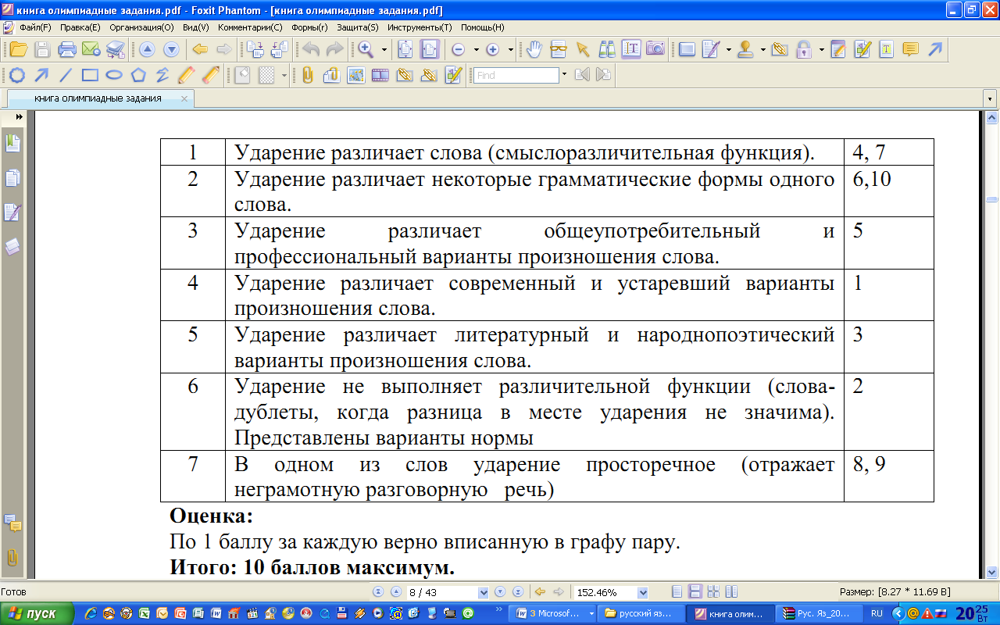 книга олимпиадные задания.pdf - Foxit Phantom - [книга олимпиадные задания.pdf]
Файл(F) Правка(E) Организация(O) Вид(V) Комментарии(C) Формы(r) Защита(S) Инструменты(T) Помощь(H)
Find
книга олимпиадные задания
1 Ударение различает слова (смыслоразличительная функция). 4, 7
2 Ударение различает некоторые грамматические формы одного 6,10
слова.
3 Ударение различает общеупотребительный и 5
профессиональный варианты произношения слова.
4 Ударение различает современный и устаревший варианты 1
произношения слова.
5 Ударение различает литературный и народнопоэтический 3
варианты произношения слова.
6 Ударение не выполняет различительной функции (слова- 2
дублеты, когда разница в месте ударения не значима).
Представлены варианты нормы
7 В одном из слов ударение просторечное (отражает 8, 9
неграмотную разговорную речь)
Оценка:
По 1 баллу за каждую верно вписанную в графу пару.
Итого: 10 баллов максимум.
Готов 8 / 43 152.46% Размер: [8.27 * 11.69 В]
пуск 3 Microsof... русский яз... книга олим... Рус. Яз_20... RU 20 25 Вт